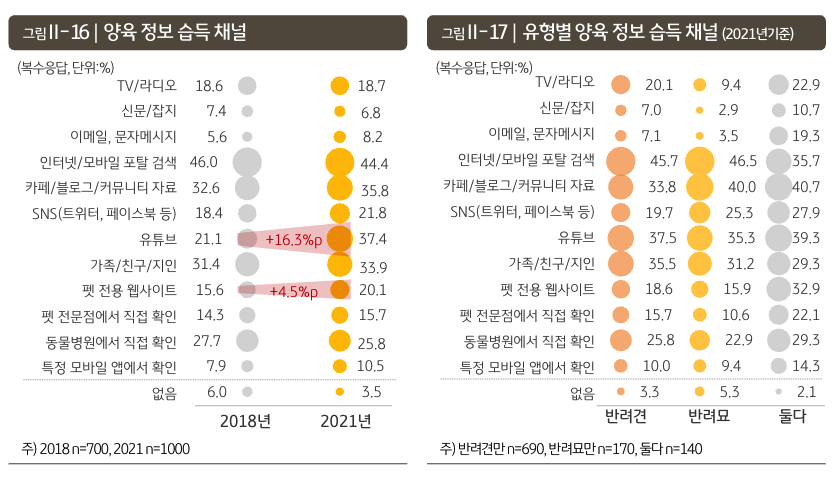 그림 II-16 | 양육 정보 습득 채널
(복수응답, 단위:%)
TV/라디오 18.6 18.7
신문/잡지 7.4 6.8
이메일, 문자메시지 5.6 8.2
인터넷/모바일 포탈 검색 46.0 44.4
카페/블로그/커뮤니티 자료 32.6 35.8
SNS(트위터, 페이스북 등) 18.4 21.8
유튜브 21.1 +16.3%p 37.4
가족/친구/지인 31.4 33.9
펫 전용 웹사이트 15.6 +4.5%p 20.1
펫 전문점에서 직접 확인 14.3 15.7
동물병원에서 직접 확인 27.7 25.8
특정 모바일 앱에서 확인 7.9 10.5
없음 6.0 3.5
2018년 2021년
주) 2018 n=700, 2021 n=1000
그림 II-17 | 유형별 양육 정보 습득 채널 (2021년기준)
(복수응답, 단위:%)
TV/라디오 20.1 9.4 22.9
신문/잡지 7.0 2.9 10.7
이메일, 문자메시지 7.1 3.5 19.3
인터넷/모바일 포탈 검색 45.7 46.5 35.7
카페/블로그/커뮤니티 자료 33.8 40.0 40.7
SNS(트위터, 페이스북 등) 19.7 25.3 27.9
유튜브 37.5 35.3 39.3
가족/친구/지인 35.5 31.2 29.3
펫 전용 웹사이트 18.6 15.9 32.9
펫 전문점에서 직접 확인 15.7 10.6 22.1
동물병원에서 직접 확인 25.8 22.9 29.3
특정 모바일 앱에서 확인 10.0 9.4 14.3
없음 3.3 5.3 2.1
반려견 반려묘 둘다
주) 반려견만 n=690, 반려묘만 n=170, 둘다 n=140